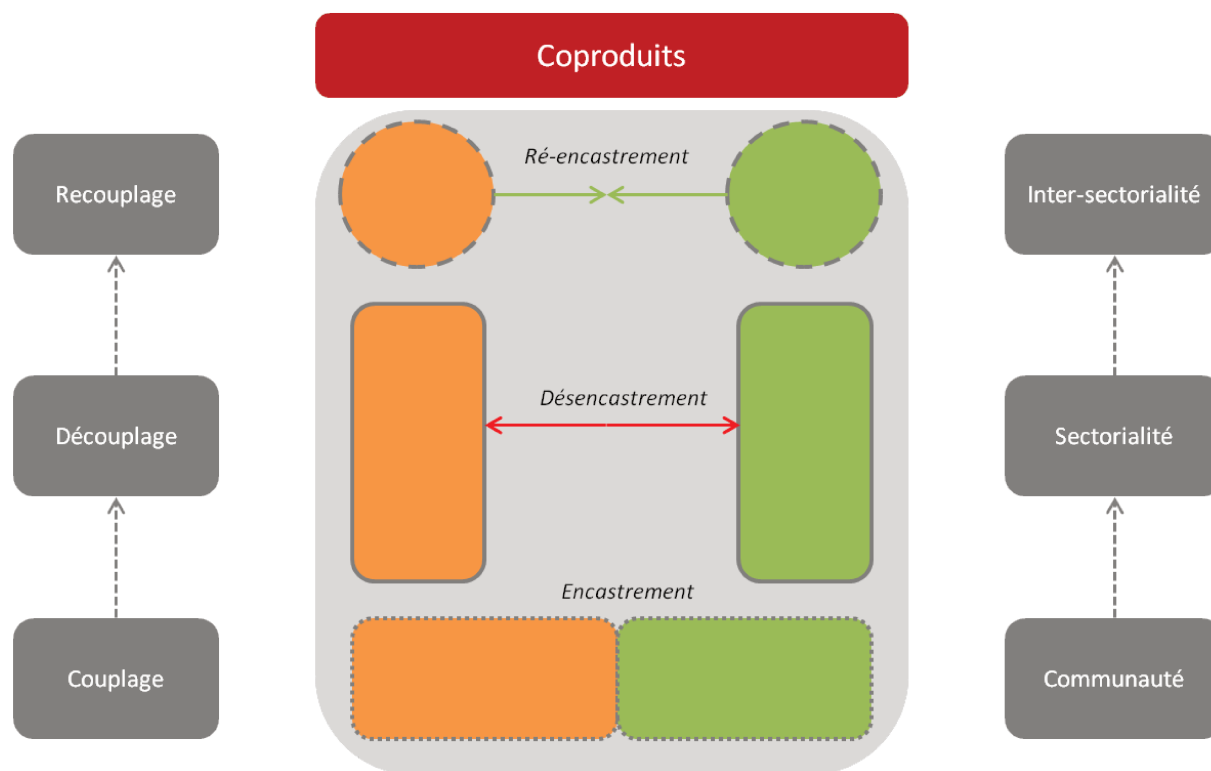 Coproduits
Ré-encastrement
Recouplage
Inter-sectorialité
Désencastrement
Découplage
Sectorialité
Encastrement
Couplage
Communauté